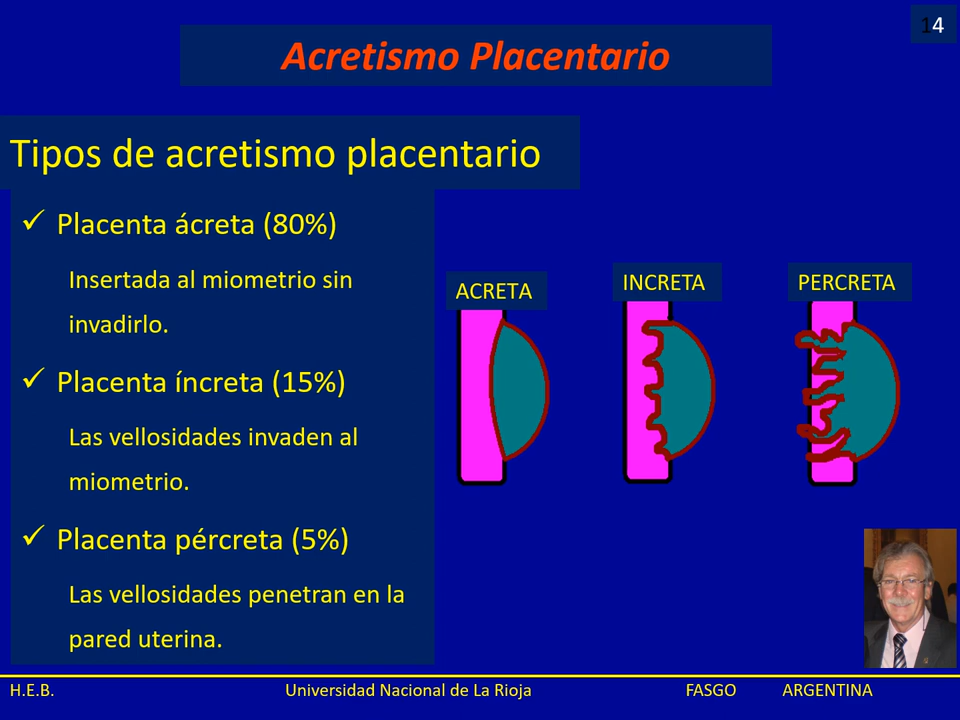 14
Acretismo Placentario
Tipos de acretismo placentario
✓ Placenta ácreta (80%)
Insertada al miometrio sin
invadirlo.
✓ Placenta íncreta (15%)
Las vellosidades invaden al
miometrio.
✓ Placenta pércreta (5%)
Las vellosidades penetran en la
pared uterina.
ACRETA
INCRETA
PERCRETA
H.E.B. Universidad Nacional de La Rioja FASGO ARGENTINA